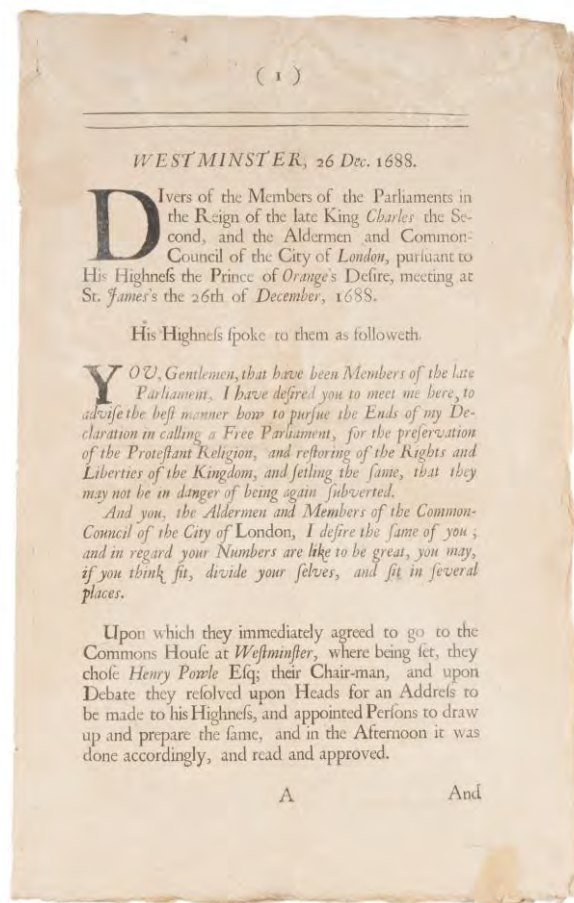 ( 1 )
WESTMINSTER, 26 Dec. 1688.
DIvers of the Members of the Parliaments in
the Reign of the late King Charles the Se-
cond, and the Aldermen and Common-
Council of the City of London, purſuant to
His Highneſs the Prince of Orange's Deſire, meeting at
St. James's the 26th of December, 1688.
His Highneſs ſpoke to them as followeth.
YOU, Gentlemen, that have been Members of the late
Parliament, I have deſired you to meet me here, to
adviſe the beſt manner how to purſue the Ends of my De-
claration in calling a Free Parliament, for the preſervation
of the Proteſtant Religion, and reſtoring of the Rights and
Liberties of the Kingdom, and ſetling the ſame, that they
may not be in danger of being again ſubverted.
And you, the Aldermen and Members of the Common-
Council of the City of London, I deſire the ſame of you ;
and in regard your Numbers are like to be great, you may,
if you think fit, divide your ſelves, and ſit in ſeveral
places.
Upon which they immediately agreed to go to the
Commons Houſe at Weſtminſter, where being ſet, they
choſe Henry Powle Eſq; their Chair-man, and upon
Debate they reſolved upon Heads for an Addreſs to
be made to his Highneſs, and appointed Perſons to draw
up and prepare the ſame, and in the Afternoon it was
done accordingly, and read and approved.
A And